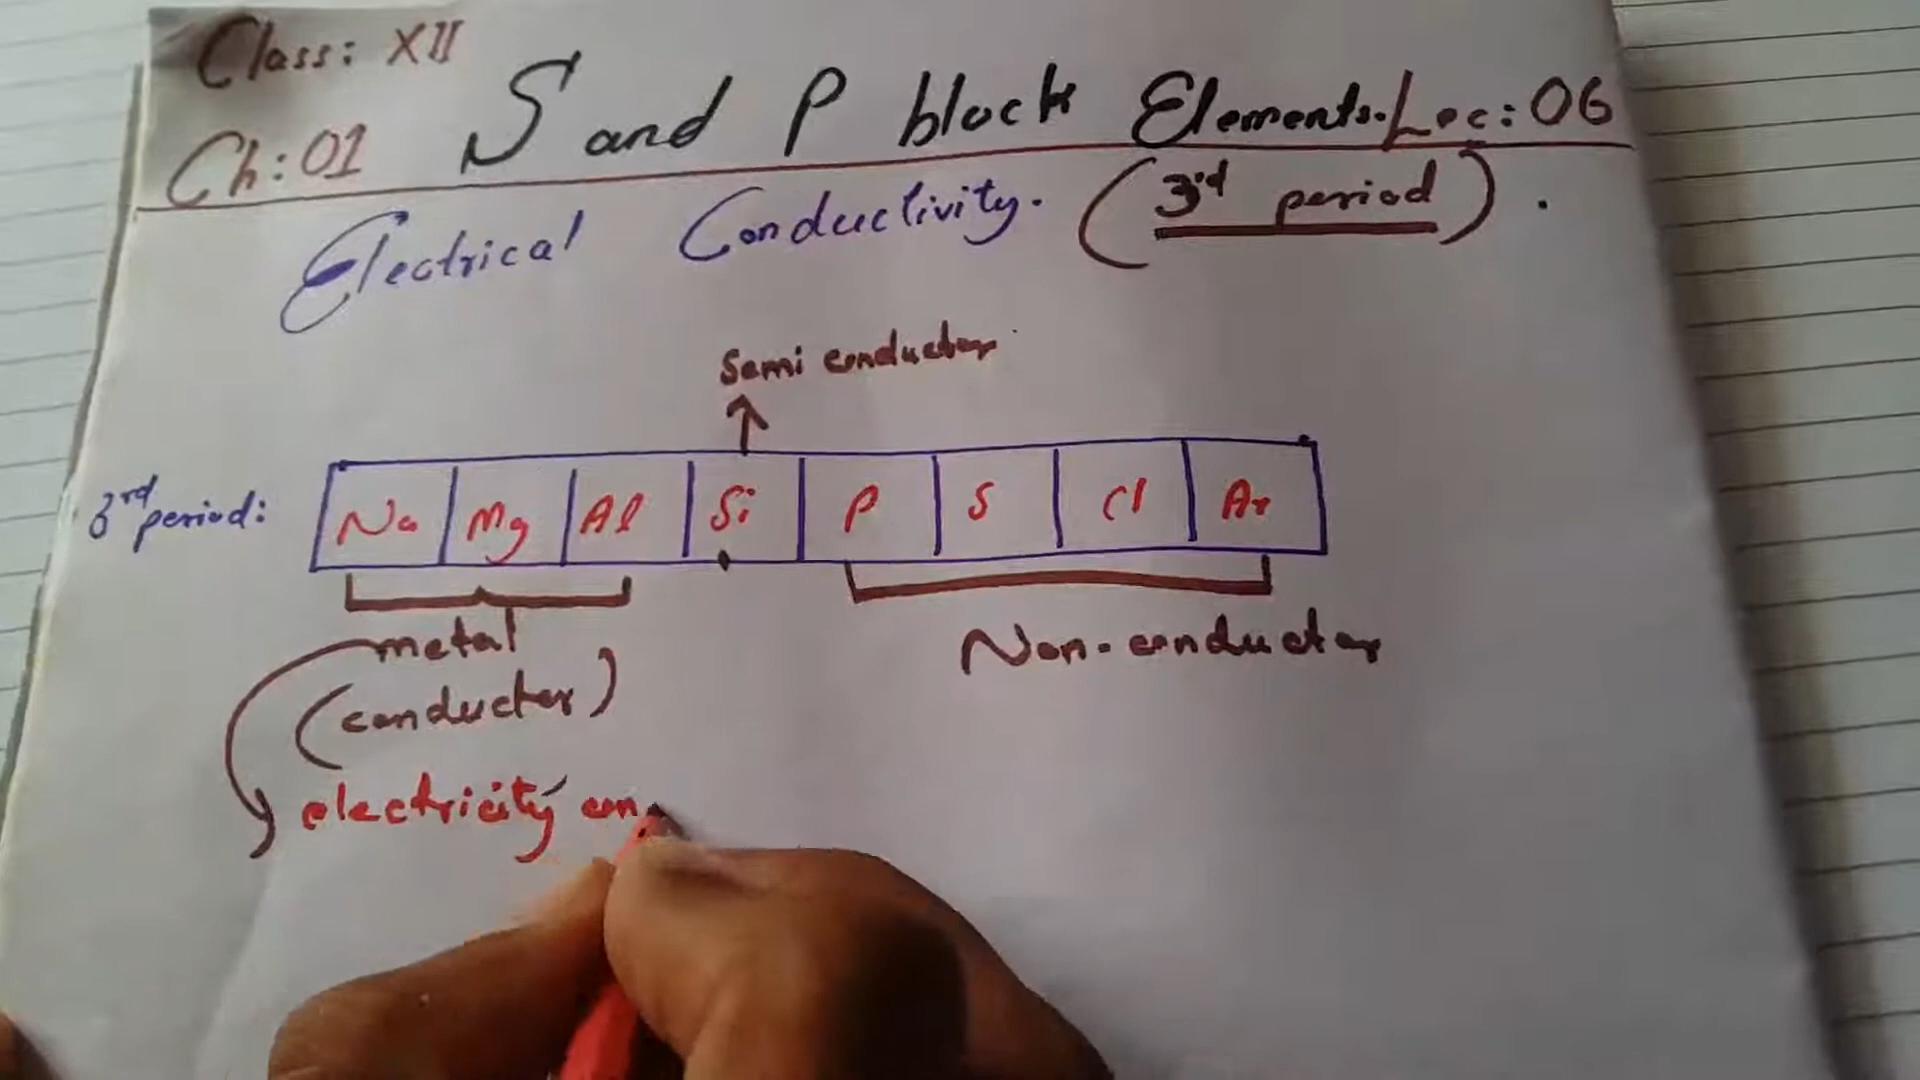 Class: XII
Ch: 01 S and P block Elements. Lec: 06
Electrical Conductivity. (3rd period).
Semi conductor
3rd period: Na Mg Al Si P S Cl Ar
metal
Non-conductor
(conductor)
electricity con